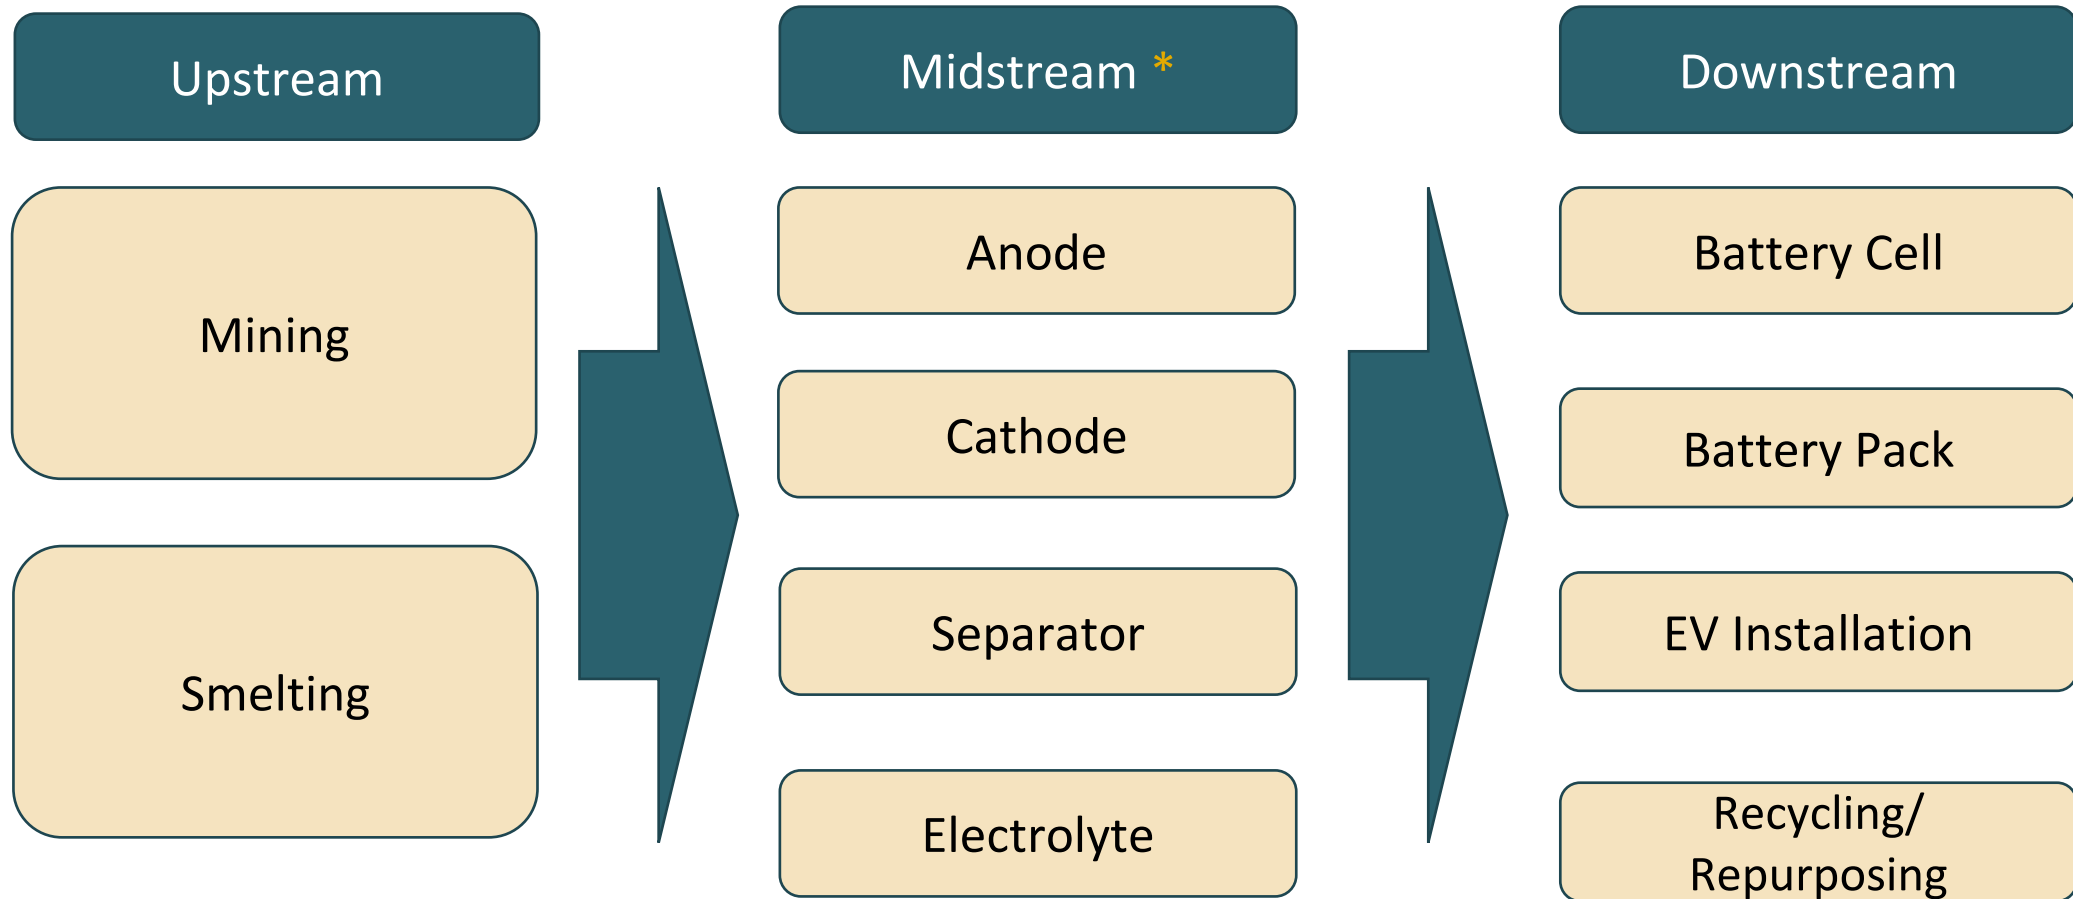 Upstream
Mining
Smelting
Midstream *
Anode
Cathode
Separator
Electrolyte
Downstream
Battery Cell
Battery Pack
EV Installation
Recycling/
Repurposing